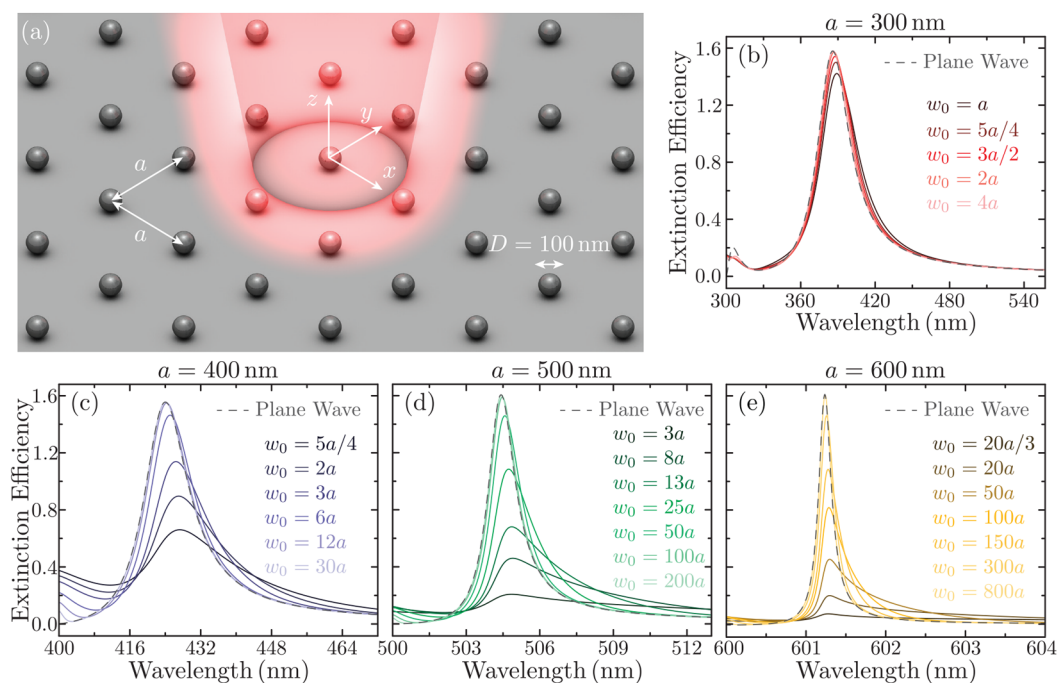 (a)
z
y
x
a
a
D = 100 nm
a = 300 nm
(b)
Plane Wave
w₀ = a
w₀ = 5a/4
w₀ = 3a/2
w₀ = 2a
w₀ = 4a
Extinction Efficiency
1.6
1.2
0.8
0.4
0.0
300 360 420 480 540
Wavelength (nm)
a = 400 nm
(c)
Plane Wave
w₀ = 5a/4
w₀ = 2a
w₀ = 3a
w₀ = 6a
w₀ = 12a
w₀ = 30a
Extinction Efficiency
1.6
1.2
0.8
0.4
0.0
400 416 432 448 464
Wavelength (nm)
a = 500 nm
(d)
Plane Wave
w₀ = 3a
w₀ = 8a
w₀ = 13a
w₀ = 25a
w₀ = 50a
w₀ = 100a
w₀ = 200a
500 503 506 509 512
Wavelength (nm)
a = 600 nm
(e)
Plane Wave
w₀ = 20a/3
w₀ = 20a
w₀ = 50a
w₀ = 100a
w₀ = 150a
w₀ = 300a
w₀ = 800a
600 601 602 603 604
Wavelength (nm)